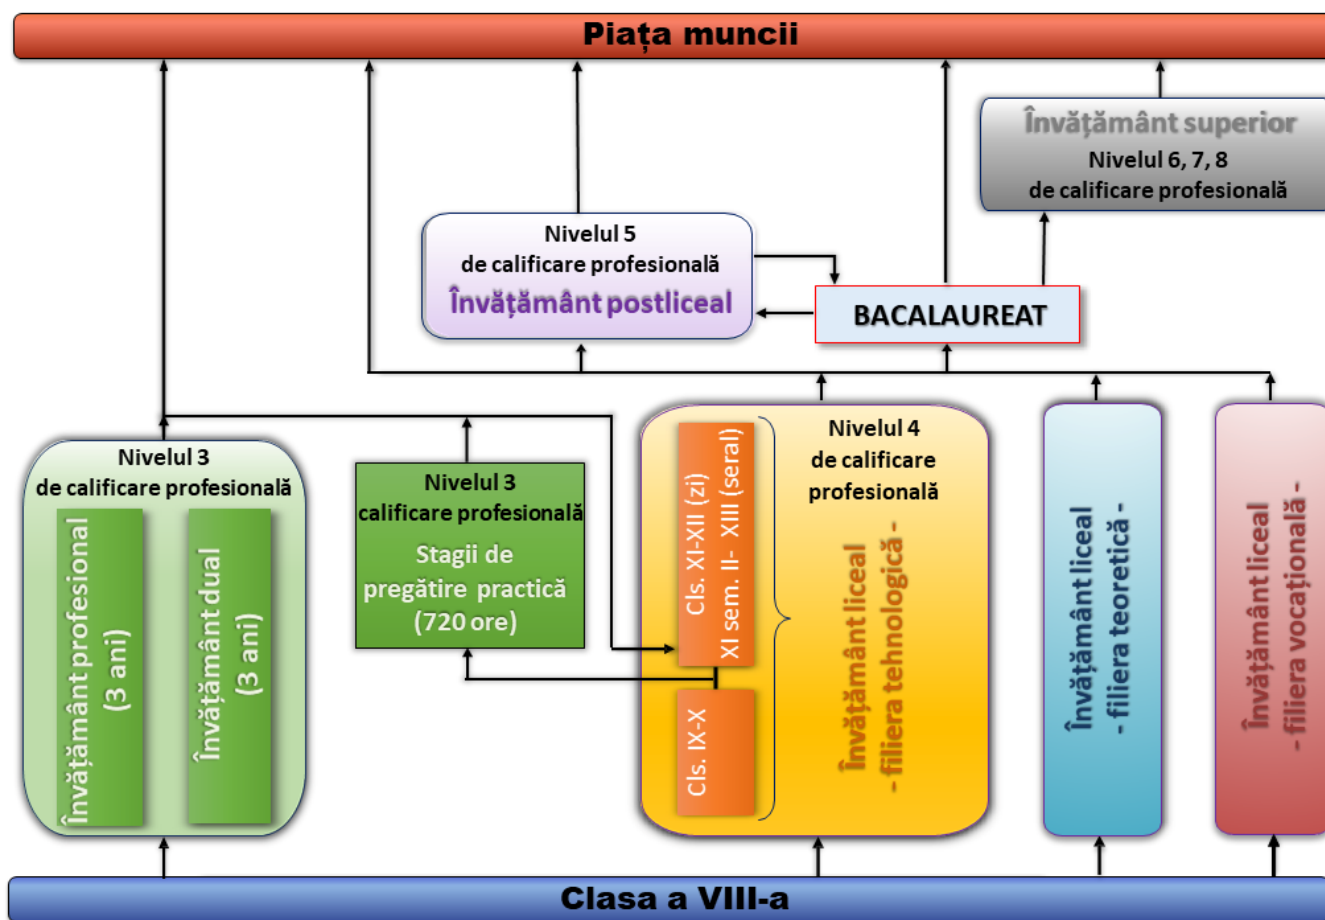 Piața muncii
Învățământ superior
Nivelul 6, 7, 8
de calificare profesională
Nivelul 5
de calificare profesională
Învățământ postliceal
BACALAUREAT
Nivelul 3
de calificare profesională
Învățământ profesional
(3 ani)
Învățământ dual
(3 ani)
Nivelul 3
calificare profesională
Stagii de
pregătire practică
(720 ore)
Cls. XI-XII (zi)
XI sem. II- XIII (seral)
Cls. IX-X
Nivelul 4
de calificare
profesională
Învățământ liceal
- filiera tehnologică -
Învățământ liceal
- filiera teoretică -
Învățământ liceal
- filiera vocațională -
Clasa a VIII-a